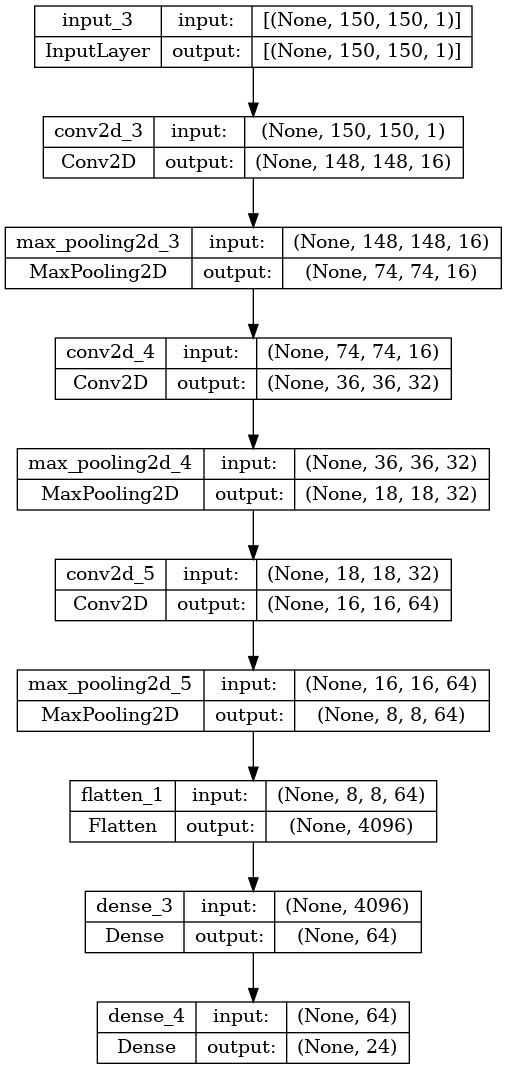 input_3 input: [(None, 150, 150, 1)]
InputLayer output: [(None, 150, 150, 1)]
conv2d_3 input: (None, 150, 150, 1)
Conv2D output: (None, 148, 148, 16)
max_pooling2d_3 input: (None, 148, 148, 16)
MaxPooling2D output: (None, 74, 74, 16)
conv2d_4 input: (None, 74, 74, 16)
Conv2D output: (None, 36, 36, 32)
max_pooling2d_4 input: (None, 36, 36, 32)
MaxPooling2D output: (None, 18, 18, 32)
conv2d_5 input: (None, 18, 18, 32)
Conv2D output: (None, 16, 16, 64)
max_pooling2d_5 input: (None, 16, 16, 64)
MaxPooling2D output: (None, 8, 8, 64)
flatten_1 input: (None, 8, 8, 64)
Flatten output: (None, 4096)
dense_3 input: (None, 4096)
Dense output: (None, 64)
dense_4 input: (None, 64)
Dense output: (None, 24)